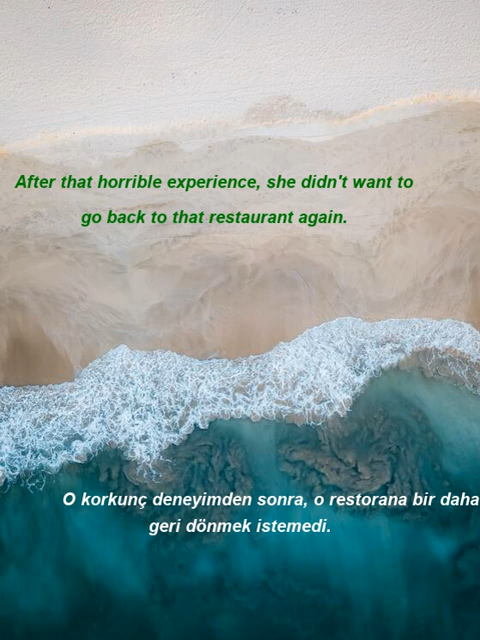 After that horrible experience, she didn't want to
go back to that restaurant again.
O korkunç deneyimden sonra, o restorana bir daha
geri dönmek istemedi.